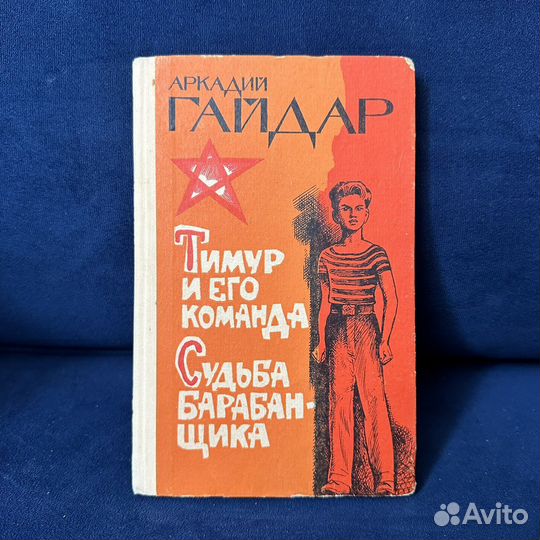 АРКАДИЙ
ГАЙДАР
ТИМУР
И ЕГО
КОМАНДА
СУДЬБА
БАРАБАН-
ЩИКА
Avito